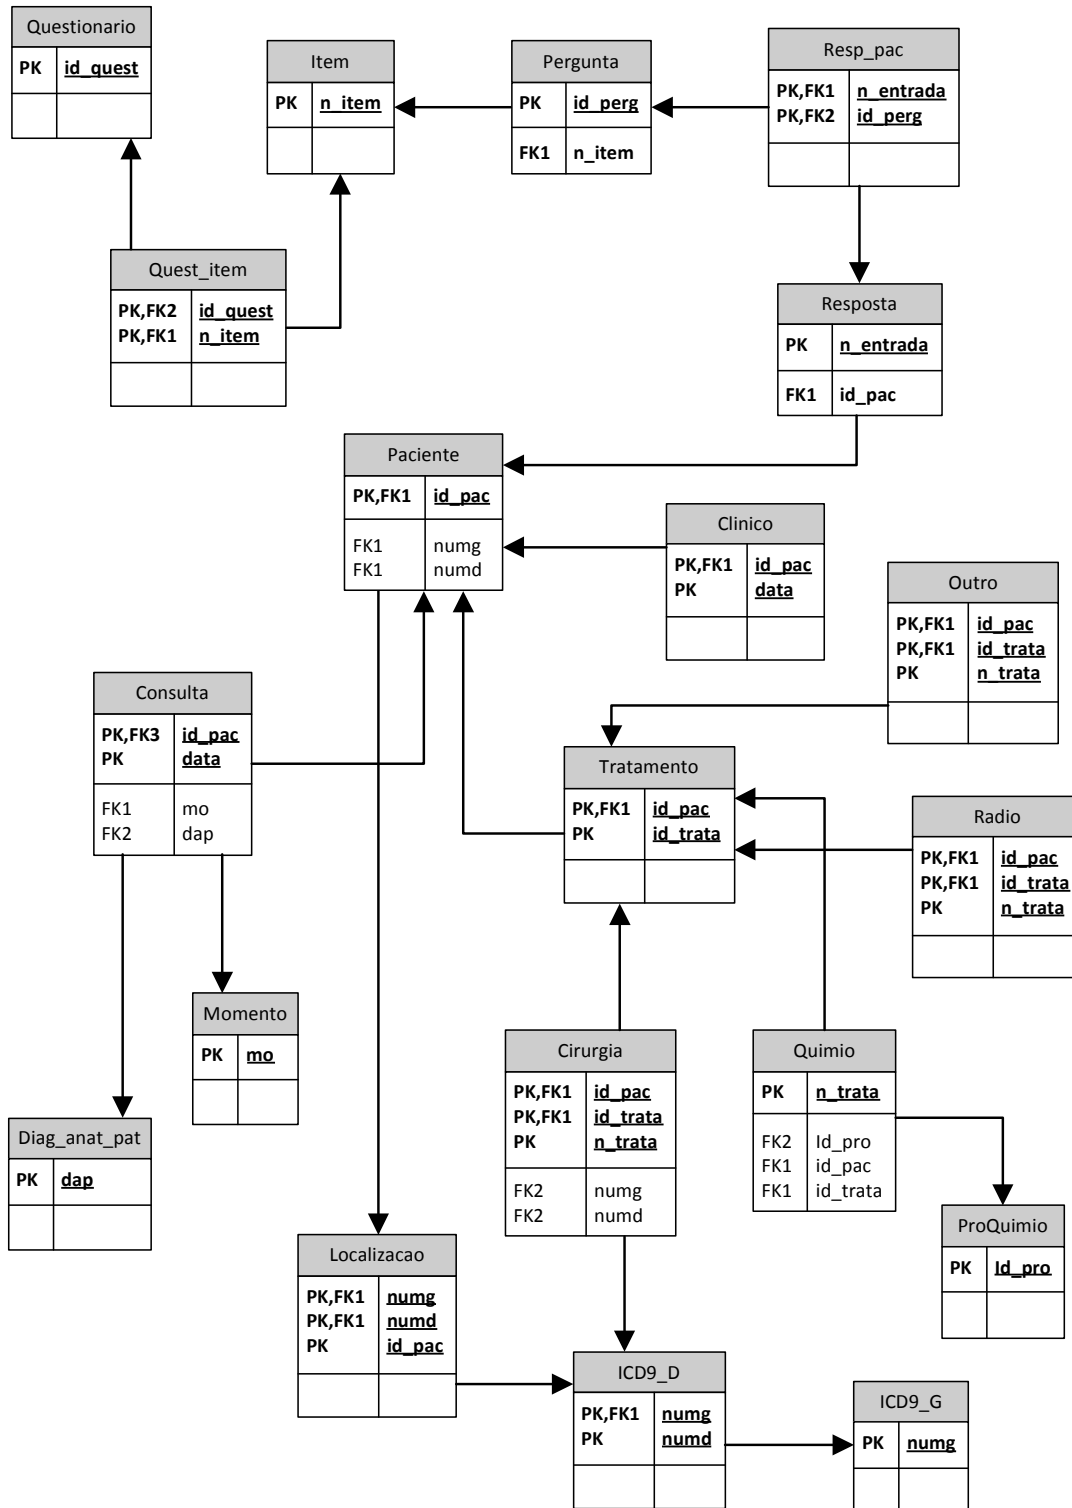 Questionario
PK id_quest
Item
PK n_item
Pergunta
PK id_perg
FK1 n_item
Resp_pac
PK,FK1 n_entrada
PK,FK2 id_perg
Quest_item
PK,FK2 id_quest
PK,FK1 n_item
Resposta
PK n_entrada
FK1 id_pac
Paciente
PK,FK1 id_pac
FK1 numg
FK1 numd
Clinico
PK,FK1 id_pac
PK data
Outro
PK,FK1 id_pac
PK,FK1 id_trata
PK n_trata
Consulta
PK,FK3 id_pac
PK data
FK1 mo
FK2 dap
Tratamento
PK,FK1 id_pac
PK id_trata
Radio
PK,FK1 id_pac
PK,FK1 id_trata
PK n_trata
Momento
PK mo
Cirurgia
PK,FK1 id_pac
PK,FK1 id_trata
PK n_trata
FK2 numg
FK2 numd
Quimio
PK n_trata
FK2 Id_pro
FK1 id_pac
FK1 id_trata
Diag_anat_pat
PK dap
ProQuimio
PK Id_pro
Localizacao
PK,FK1 numg
PK,FK1 numd
PK id_pac
ICD9_D
PK,FK1 numg
PK numd
ICD9_G
PK numg